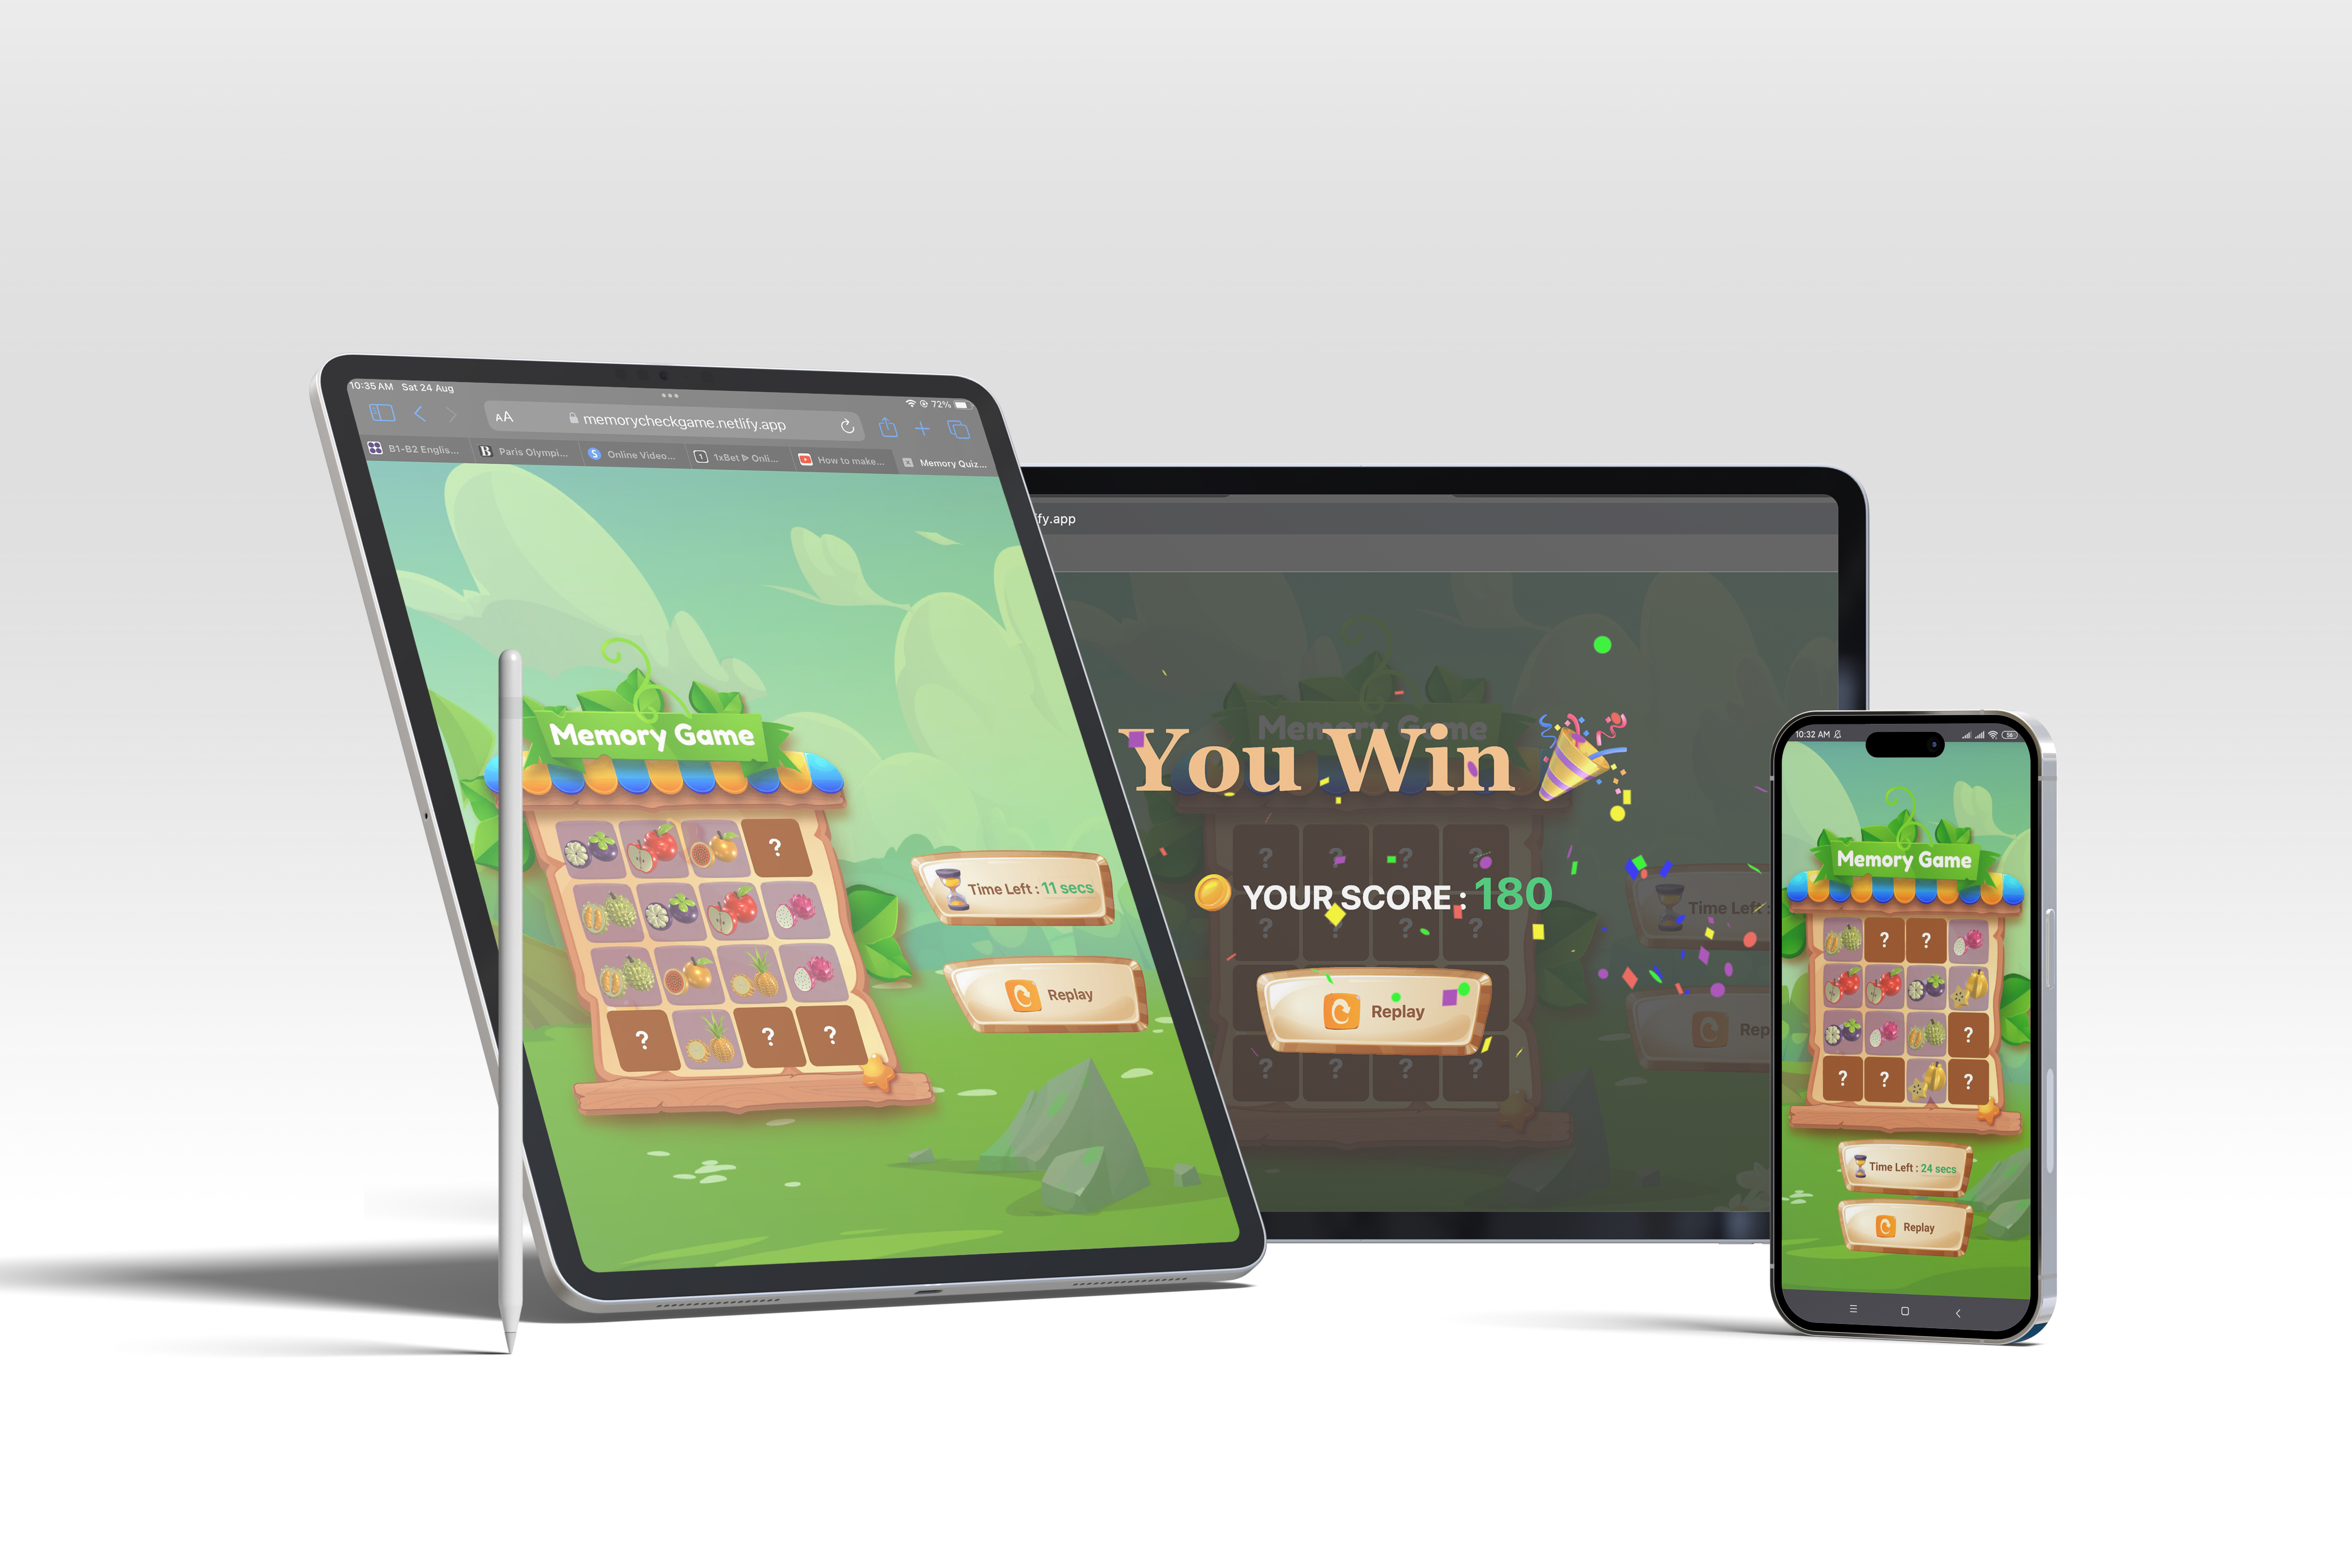 10:35 AM Sat 24 Aug
72%
AA
memorycheckgame.netlify.app
B1-B2 Englis...
Paris Olympi...
Online Video...
1xBet ▷ Onli...
How to make...
Memory Quiz...
Memory Game
?
Time Left : 11 secs
Replay
? ? ?
ify.app
Memory Game
You Win
? ? ? ?
YOUR SCORE : 180
Time Left :
? ? ? ?
Replay
Rep
? ? ? ?
10:32 AM
56
Memory Game
? ?
?
? ? ?
Time Left : 24 secs
Replay